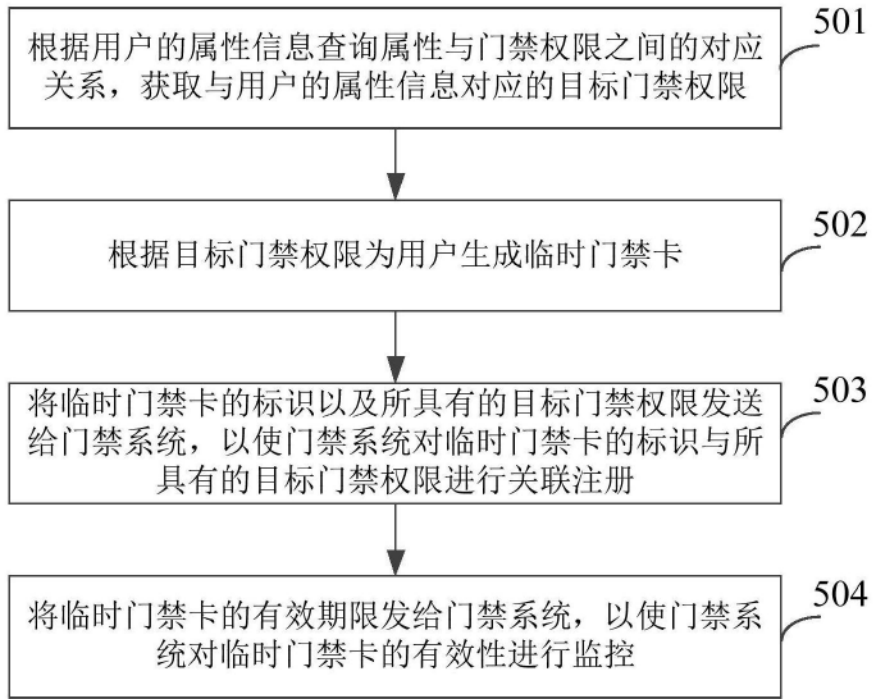 根据用户的属性信息查询属性与门禁权限之间的对应
关系，获取与用户的属性信息对应的目标门禁权限
501
根据目标门禁权限为用户生成临时门禁卡
502
将临时门禁卡的标识以及所具有的目标门禁权限发送
给门禁系统，以使门禁系统对临时门禁卡的标识与所
具有的目标门禁权限进行关联注册
503
将临时门禁卡的有效期限发给门禁系统，以使门禁系
统对临时门禁卡的有效性进行监控
504